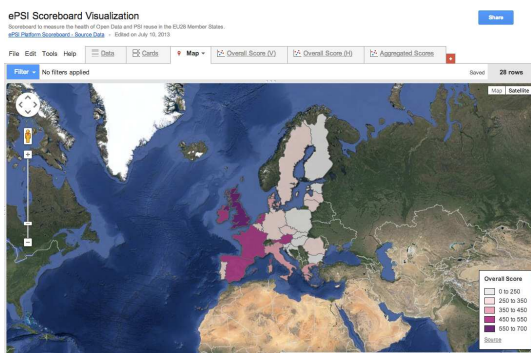 ePSI Scoreboard Visualization
Scoreboard to measure the health of Open Data and PSI reuse in the EU28 Member States.
ePSI Platform Scoreboard - Source Data - Edited on July 10, 2013
Share
File Edit Tools Help Data Cards Map Overall Score (V) Overall Score (H) Aggregated Scores
Filter No filters applied Saved 28 rows
Map Satellite
Overall Score
0 to 250
250 to 350
350 to 450
450 to 550
550 to 700
Source